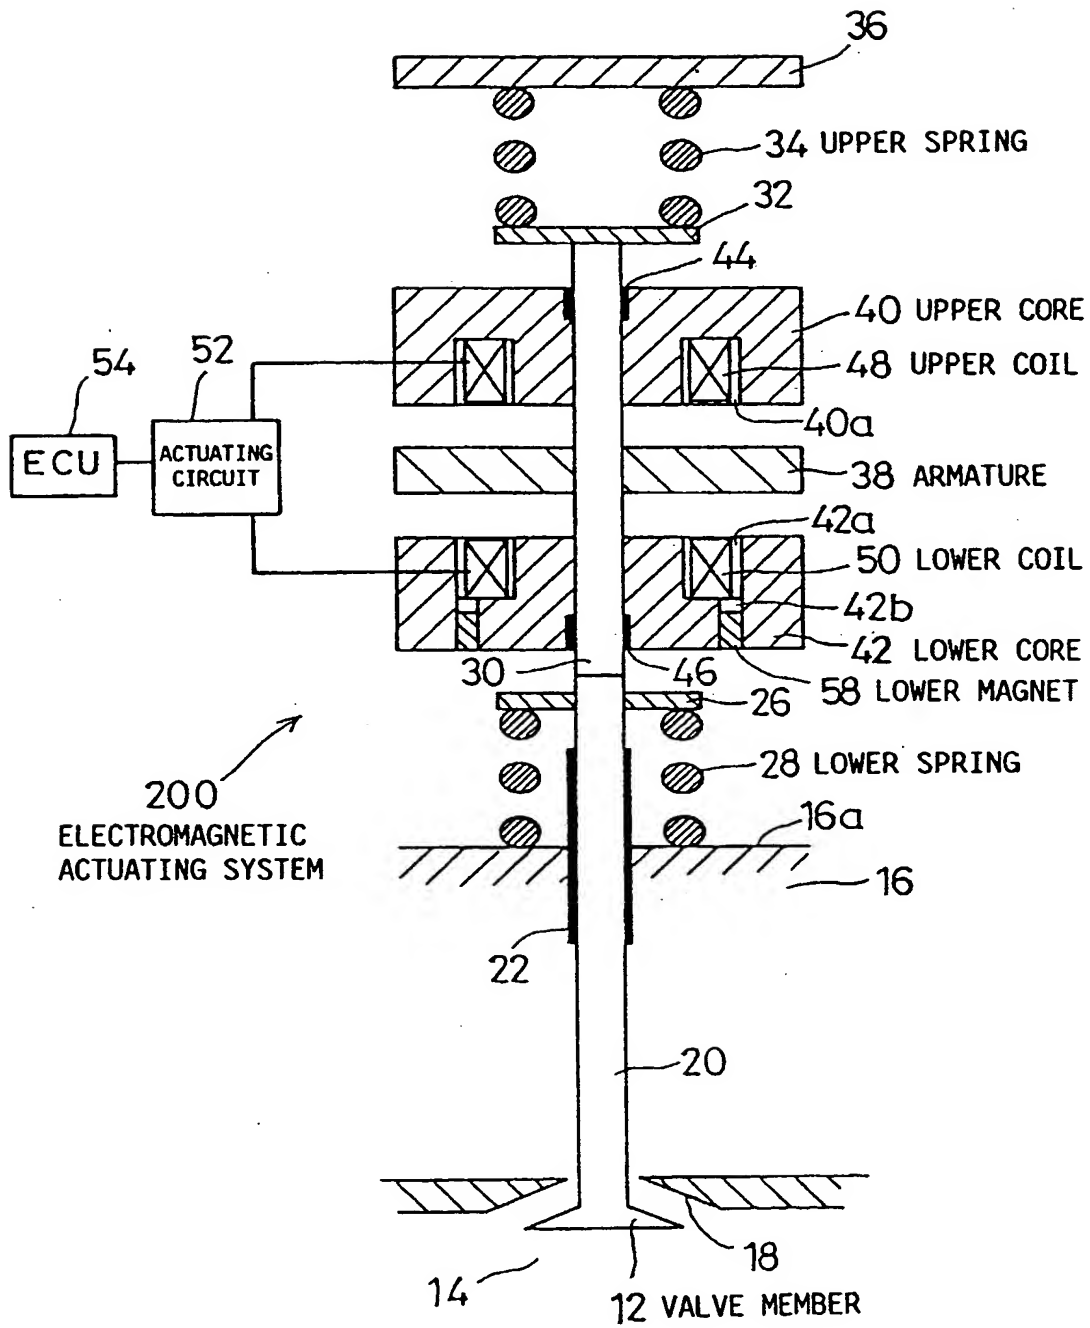 36
34 UPPER SPRING
32
44
40 UPPER CORE
52
54
48 UPPER COIL
40a
ECU
ACTUATING
CIRCUIT
38 ARMATURE
42a
50 LOWER COIL
42b
42 LOWER CORE
30
46
58 LOWER MAGNET
26
28 LOWER SPRING
200
ELECTROMAGNETIC
ACTUATING SYSTEM
16a
16
22
20
18
14
12 VALVE MEMBER